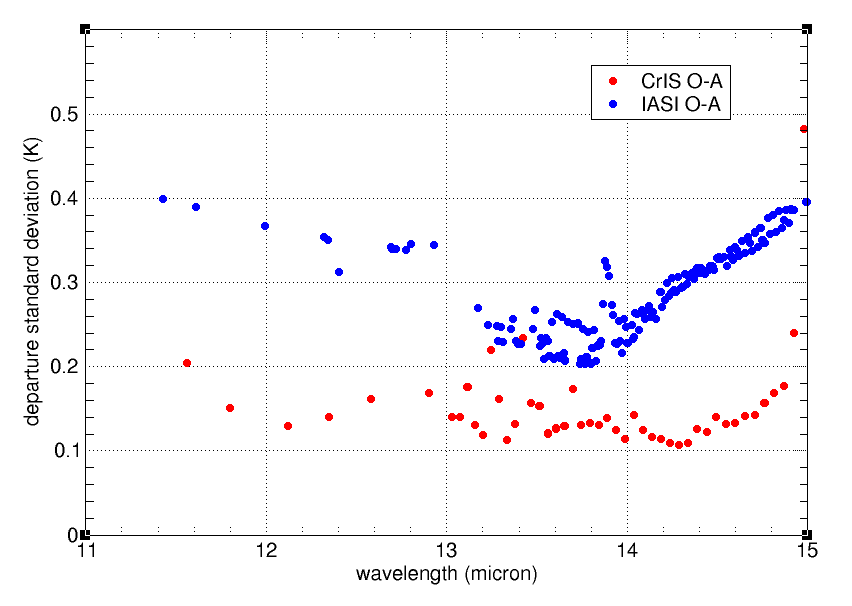 CrIS O-A
IASI O-A
departure standard deviation (K)
0.5
0.4
0.3
0.2
0.1
0
11
12
13
14
15
wavelength (micron)